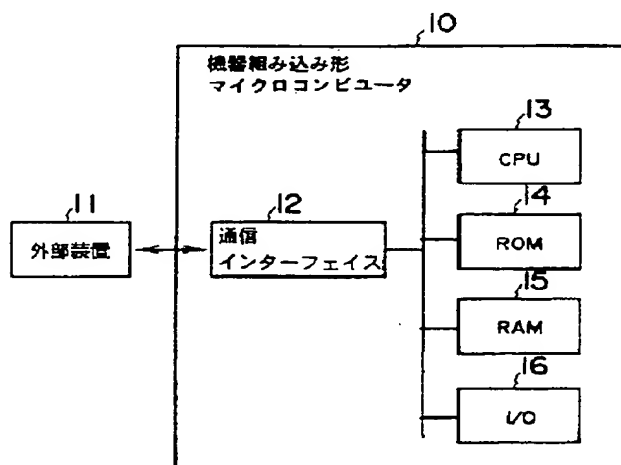 10
機器組み込み形
マイクロコンピュータ
13
CPU
11
外部装置
12
通信
インターフェイス
14
ROM
15
RAM
16
I/O